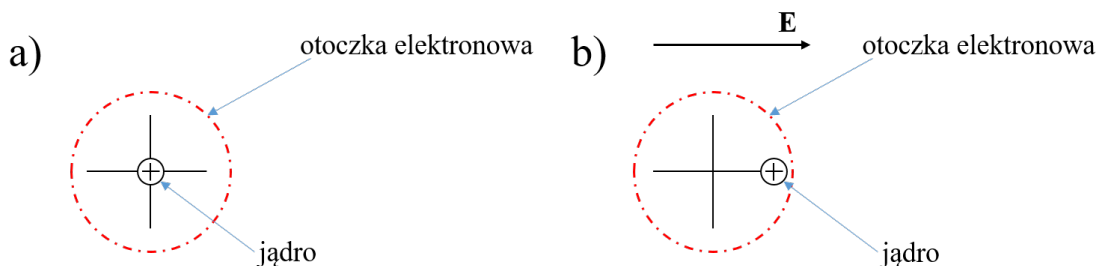 a)
otoczka elektronowa
+
jądro
b)
E
otoczka elektronowa
+
jądro